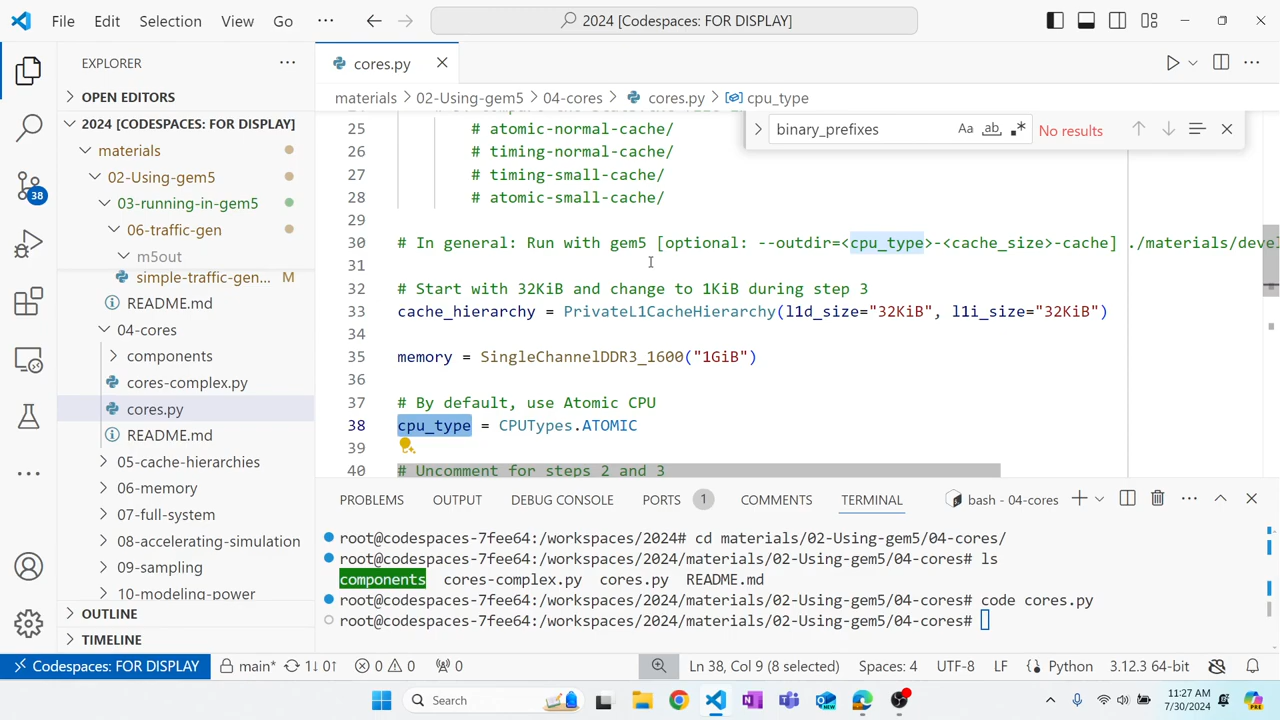 File Edit Selection View Go ··· 2024 [Codespaces: FOR DISPLAY]
EXPLORER
OPEN EDITORS
2024 [CODESPACES: FOR DISPLAY]
materials
02-Using-gem5
03-running-in-gem5
06-traffic-gen
m5out
simple-traffic-gen... M
README.md
04-cores
components
cores-complex.py
cores.py
README.md
05-cache-hierarchies
06-memory
07-full-system
08-accelerating-simulation
09-sampling
10-modeling-power
OUTLINE
TIMELINE
38
cores.py
materials > 02-Using-gem5 > 04-cores > cores.py > cpu_type
binary_prefixes Aa ab No results
25 # atomic-normal-cache/
26 # timing-normal-cache/
27 # timing-small-cache/
28 # atomic-small-cache/
29
30 # In general: Run with gem5 [optional: --outdir=<cpu_type>-<cache_size>-cache] ./materials/devel
31
32 # Start with 32KiB and change to 1KiB during step 3
33 cache_hierarchy = PrivateL1CacheHierarchy(l1d_size="32KiB", l1i_size="32KiB")
34
35 memory = SingleChannelDDR3_1600("1GiB")
36
37 # By default, use Atomic CPU
38 cpu_type = CPUTypes.ATOMIC
39
40 # Uncomment for steps 2 and 3
PROBLEMS OUTPUT DEBUG CONSOLE PORTS 1 COMMENTS TERMINAL bash - 04-cores
root@codespaces-7fee64:/workspaces/2024# cd materials/02-Using-gem5/04-cores/
root@codespaces-7fee64:/workspaces/2024/materials/02-Using-gem5/04-cores# ls
components cores-complex.py cores.py README.md
root@codespaces-7fee64:/workspaces/2024/materials/02-Using-gem5/04-cores# code cores.py
root@codespaces-7fee64:/workspaces/2024/materials/02-Using-gem5/04-cores#
Codespaces: FOR DISPLAY main* 1↓ 0↑ 0 0 0 Ln 38, Col 9 (8 selected) Spaces: 4 UTF-8 LF Python 3.12.3 64-bit
Search
11:27 AM
7/30/2024